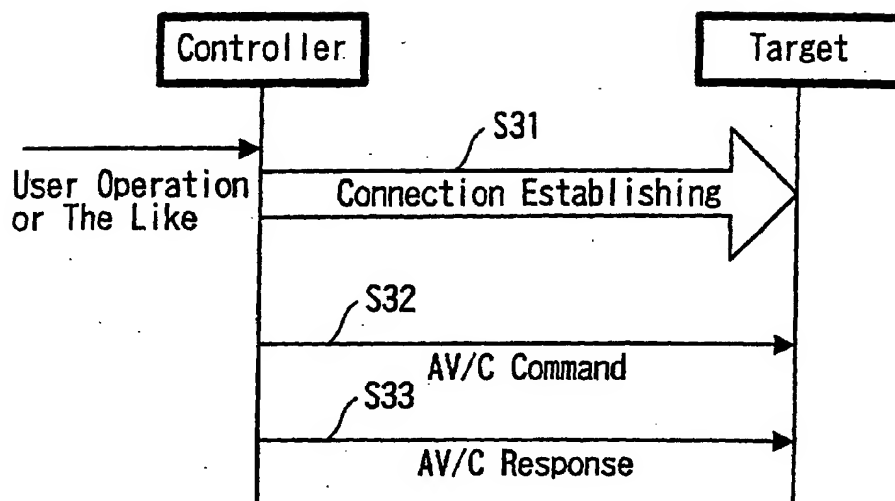 Controller
Target
S31
User Operation
or The Like
Connection Establishing
S32
AV/C Command
S33
AV/C Response